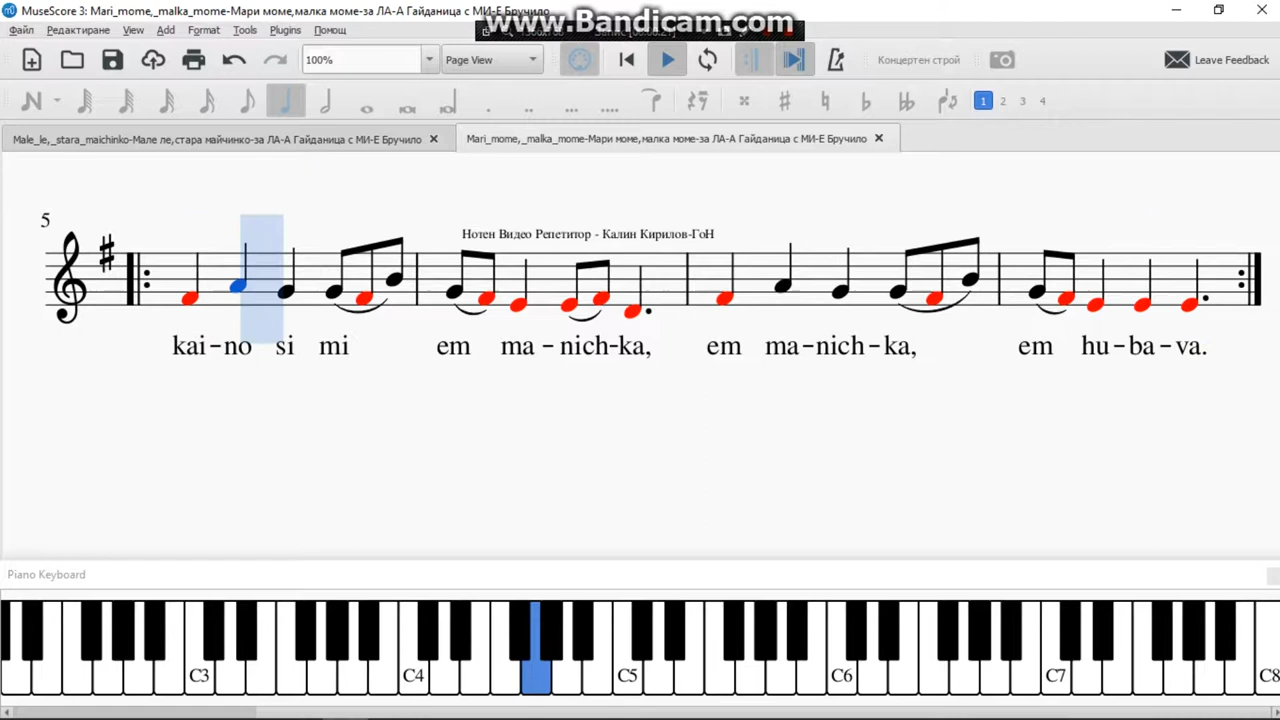 MuseScore 3: Mari_mome,_malka_mome-Мари моме,малка моме-за ЛА-А Гайданица с МИ-Е Бручило
www.Bandicam.com
Файл Редактиране View Add Format Tools Plugins Помощ
100% Page View Концертен строй Leave Feedback
1 2 3 4
Male_le,_stara_maichinko-Мале ле,стара майчинко-за ЛА-А Гайданица с МИ-Е Бручило Mari_mome,_malka_mome-Мари моме,малка моме-за ЛА-А Гайданица с МИ-Е Бручило
5
Нотен Видео Репетитор - Калин Кирилов-ГоН
kai-no si mi em ma-nich-ka, em ma-nich-ka, em hu-ba-va.
Piano Keyboard
C3 C4 C5 C6 C7 C8